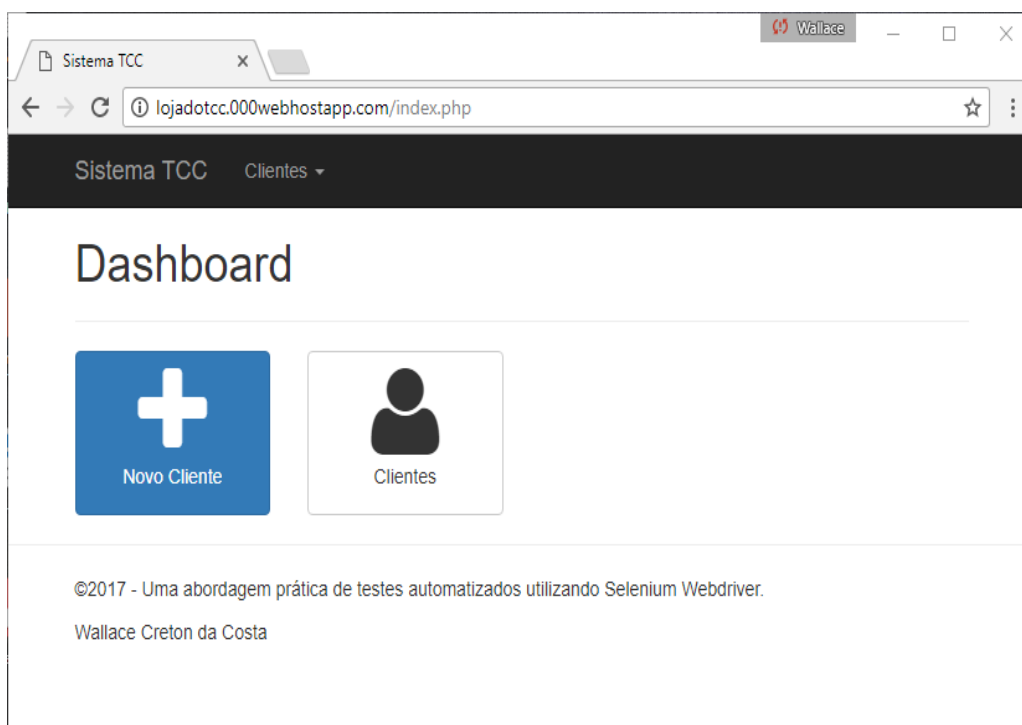 Wallace
Sistema TCC
lojadotcc.000webhostapp.com/index.php
Sistema TCC Clientes
Dashboard
Novo Cliente Clientes
©2017 - Uma abordagem prática de testes automatizados utilizando Selenium Webdriver.
Wallace Creton da Costa